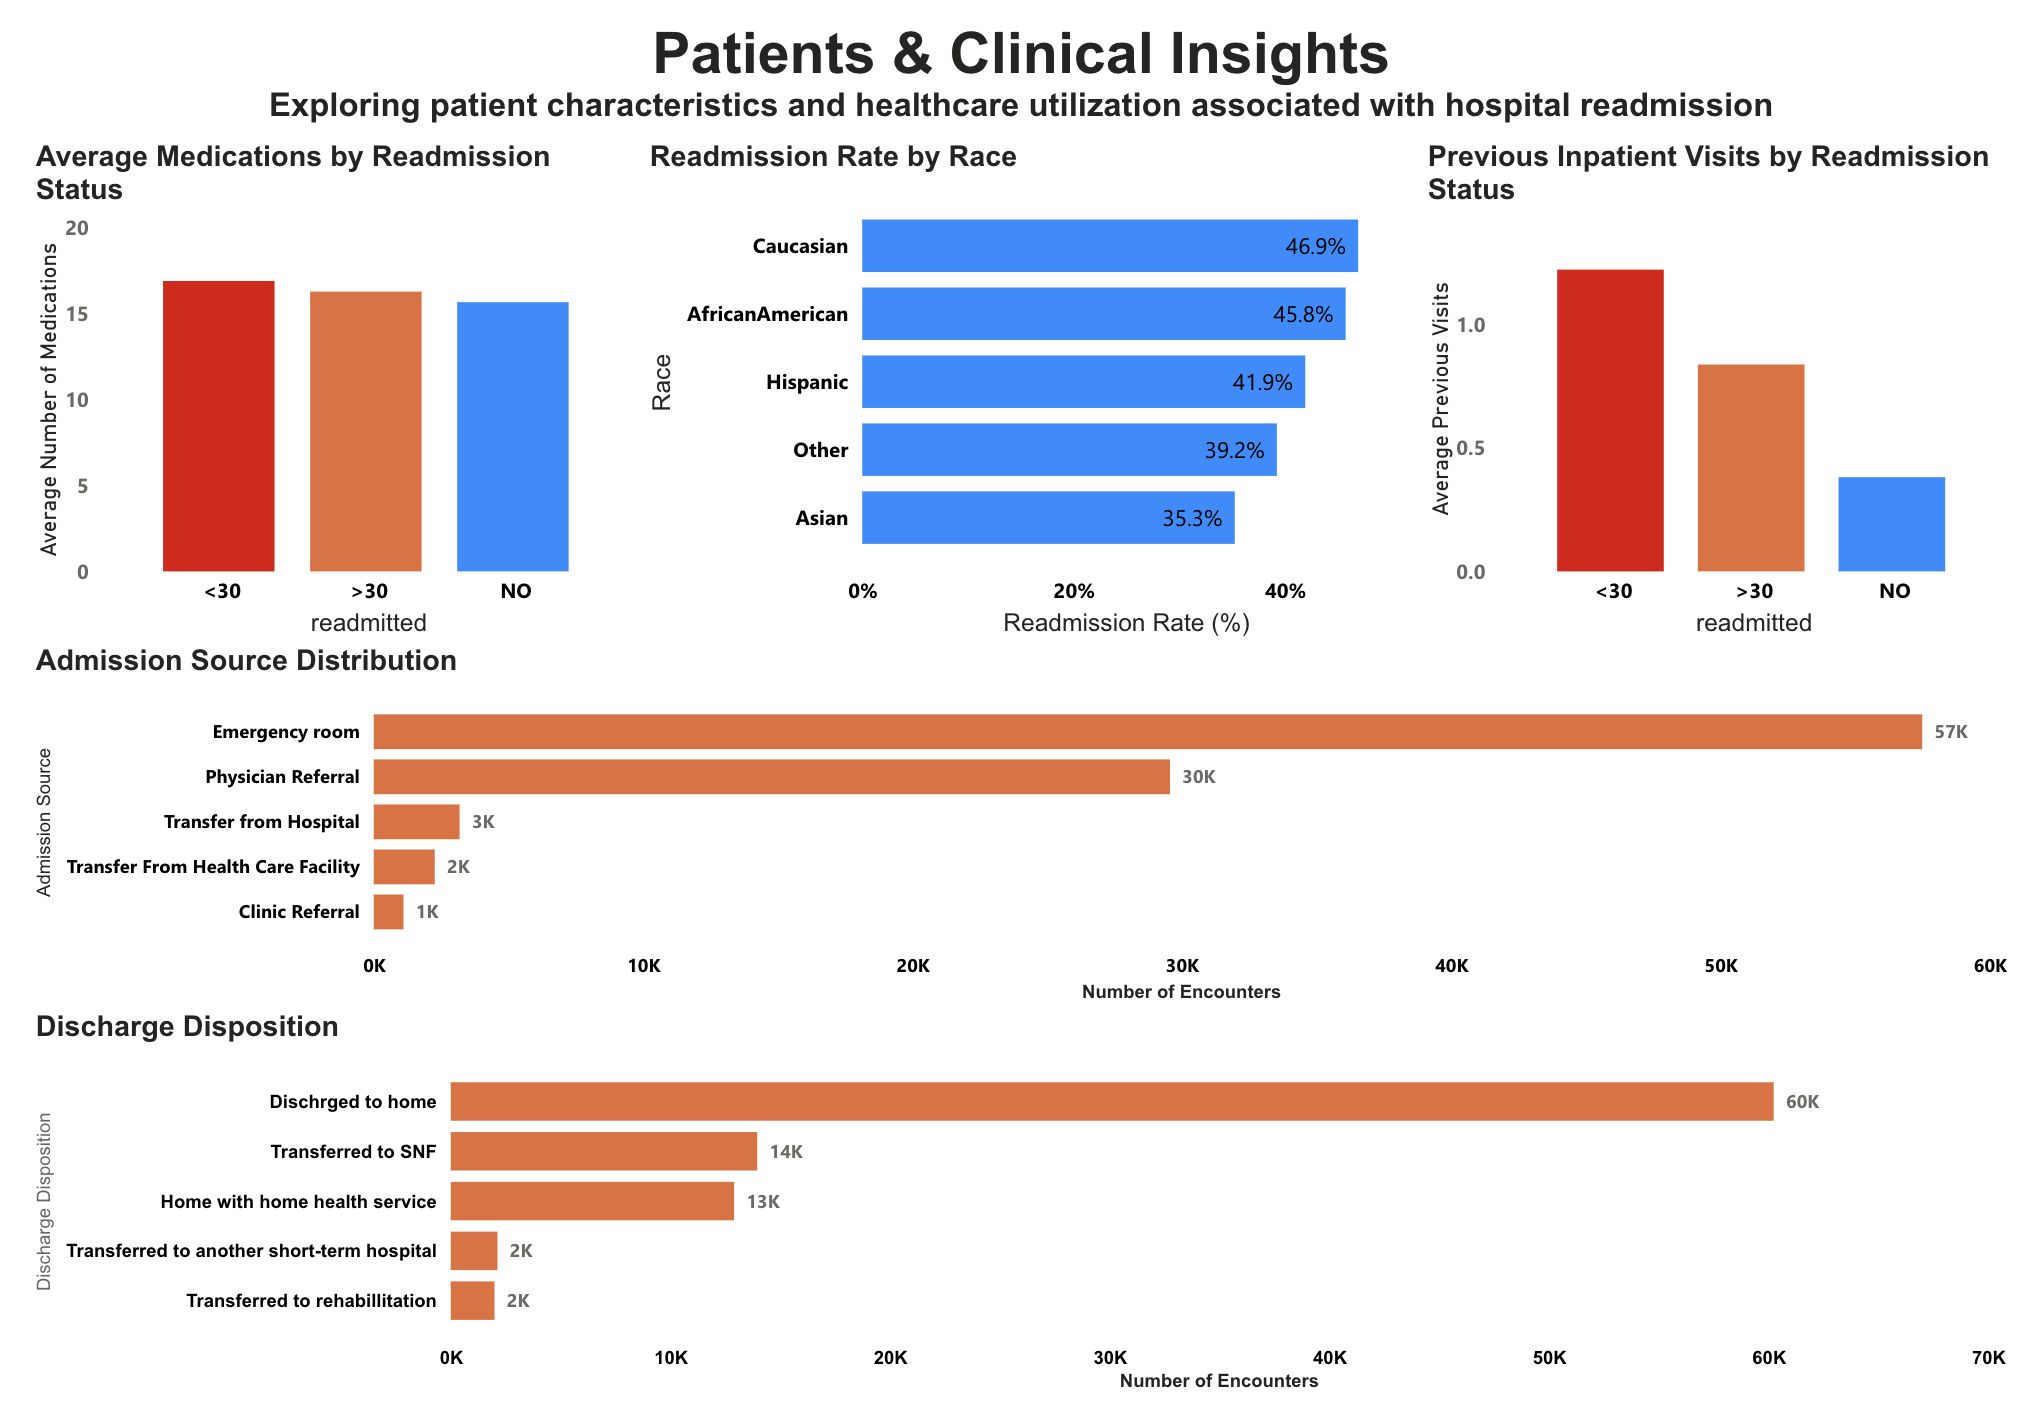 Patients & Clinical Insights
Exploring patient characteristics and healthcare utilization associated with hospital readmission
Average Medications by Readmission
Status
Average Number of Medications
20
15
10
5
0
<30
>30
NO
readmitted
Readmission Rate by Race
Race
Caucasian
46.9%
AfricanAmerican
45.8%
Hispanic
41.9%
Other
39.2%
Asian
35.3%
0%
20%
40%
Readmission Rate (%)
Previous Inpatient Visits by Readmission
Status
Average Previous Visits
1.0
0.5
0.0
<30
>30
NO
readmitted
Admission Source Distribution
Admission Source
Emergency room
57K
Physician Referral
30K
Transfer from Hospital
3K
Transfer From Health Care Facility
2K
Clinic Referral
1K
0K
10K
20K
30K
40K
50K
60K
Number of Encounters
Discharge Disposition
Discharge Disposition
Dischrged to home
60K
Transferred to SNF
14K
Home with home health service
13K
Transferred to another short-term hospital
2K
Transferred to rehabillitation
2K
0K
10K
20K
30K
40K
50K
60K
70K
Number of Encounters